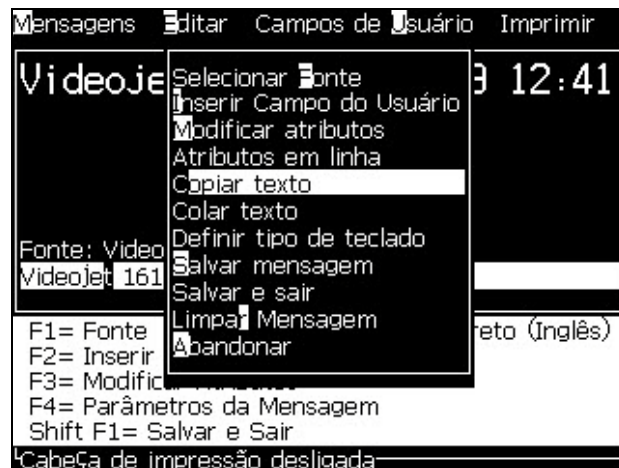 Mensagens Editar Campos de Usuário Imprimir
Videoje 12:41
Selecionar Fonte
Inserir Campo do Usuário
Modificar atributos
Atributos em linha
Copiar texto
Colar texto
Definir tipo de teclado
Salvar mensagem
Salvar e sair
Limpar Mensagem
Abandonar
Fonte: Video
Videojet 161
F1= Fonte reto (Inglês)
F2= Inserir
F3= Modific
F4= Parâmetros da Mensagem
Shift F1= Salvar e Sair
Cabeça de impressão desligada